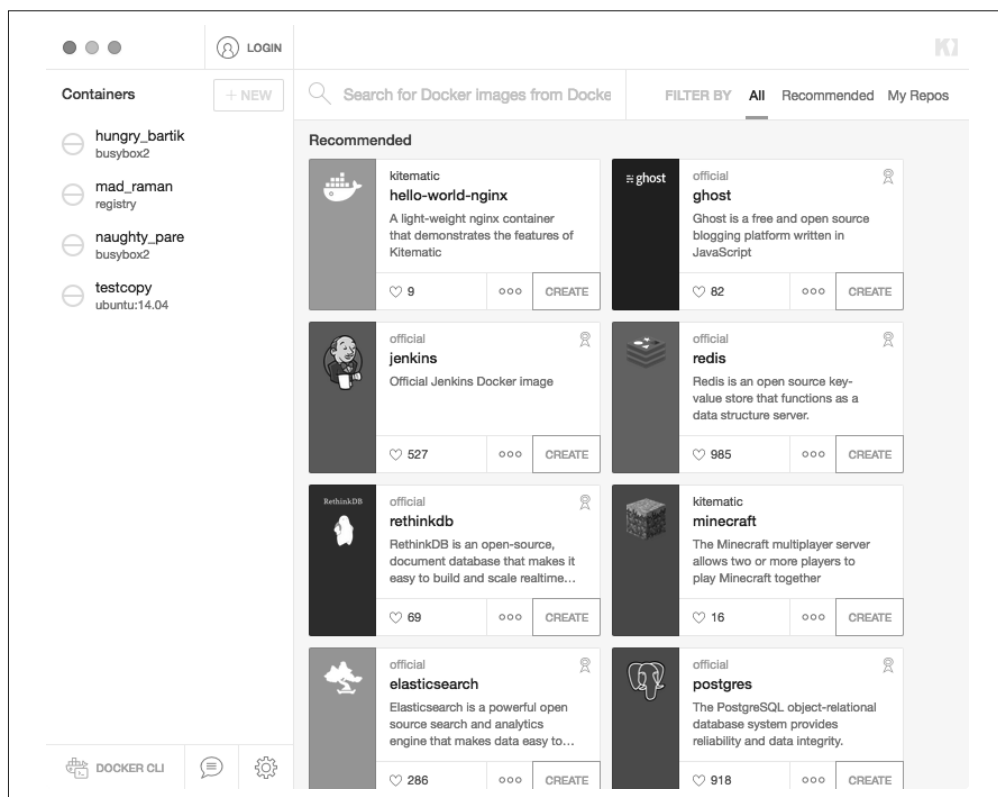 LOGIN
KI
Containers
+ NEW
Search for Docker images from Docke
FILTER BY All Recommended My Repos
hungry_bartik
busybox2
mad_raman
registry
naughty_pare
busybox2
testcopy
ubuntu:14.04
Recommended
kitematic
hello-world-nginx
A light-weight nginx container
that demonstrates the features of
Kitematic
9
CREATE
ghost
official
ghost
Ghost is a free and open source
blogging platform written in
JavaScript
82
CREATE
official
jenkins
Official Jenkins Docker image
527
CREATE
official
redis
Redis is an open source key-
value store that functions as a
data structure server.
985
CREATE
RethinkDB
official
rethinkdb
RethinkDB is an open-source,
document database that makes it
easy to build and scale realtime...
69
CREATE
kitematic
minecraft
The Minecraft multiplayer server
allows two or more players to
play Minecraft together
16
CREATE
official
elasticsearch
Elasticsearch is a powerful open
source search and analytics
engine that makes data easy to...
286
CREATE
official
postgres
The PostgreSQL object-relational
database system provides
reliability and data integrity.
918
CREATE
DOCKER CLI